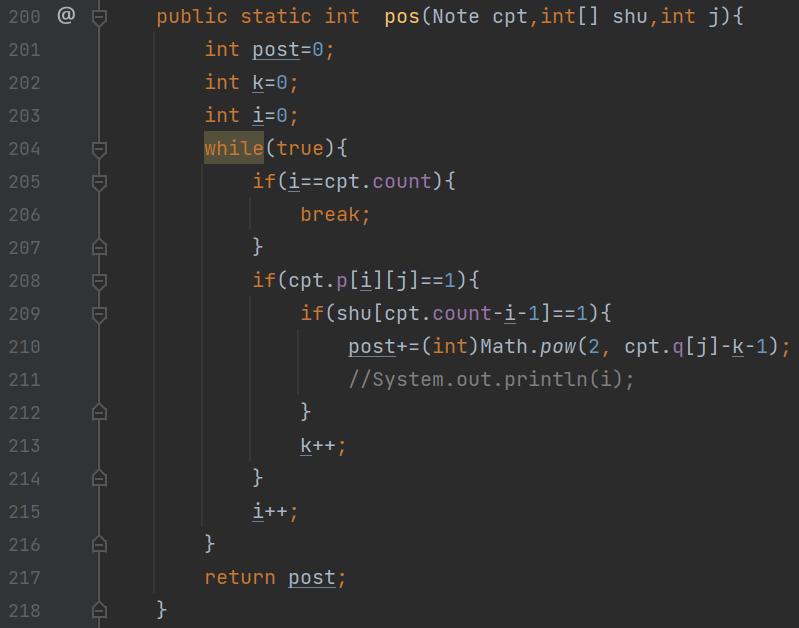 200 @ public static int  pos(Note cpt,int[] shu,int j){
201 int post=0;
202 int k=0;
203 int i=0;
204 while(true){
205 if(i==cpt.count){
206 break;
207 }
208 if(cpt.p[i][j]==1){
209 if(shu[cpt.count-i-1]==1){
210 post+=(int)Math.pow(2, cpt.q[j]-k-1);
211 //System.out.println(i);
212 }
213 k++;
214 }
215 i++;
216 }
217 return post;
218 }